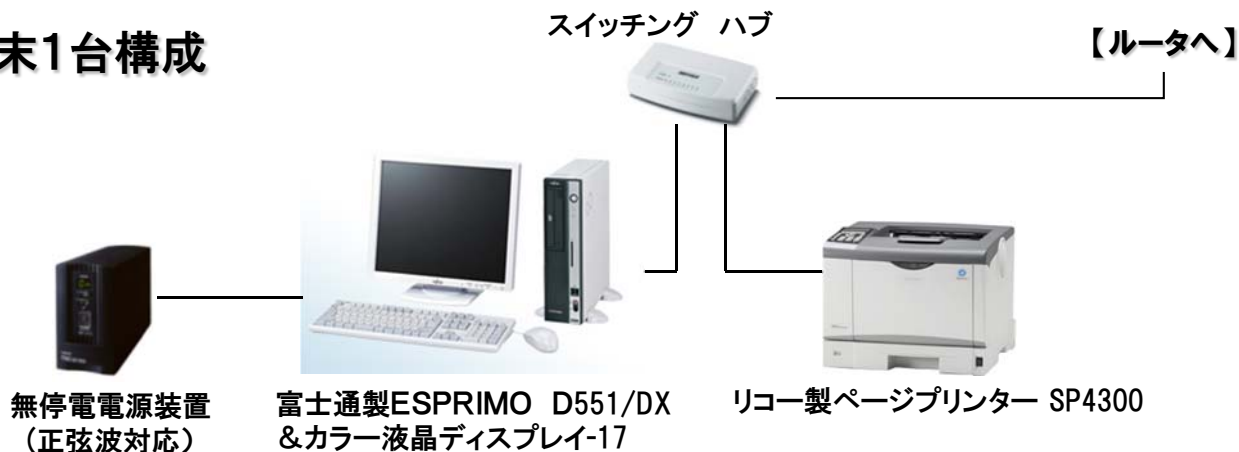 末1台構成
スイッチング ハブ
【ルータへ】
無停電電源装置
(正弦波対応)
富士通製ESPRIMO D551/DX
&カラー液晶ディスプレイ-17
リコー製ページプリンター SP4300